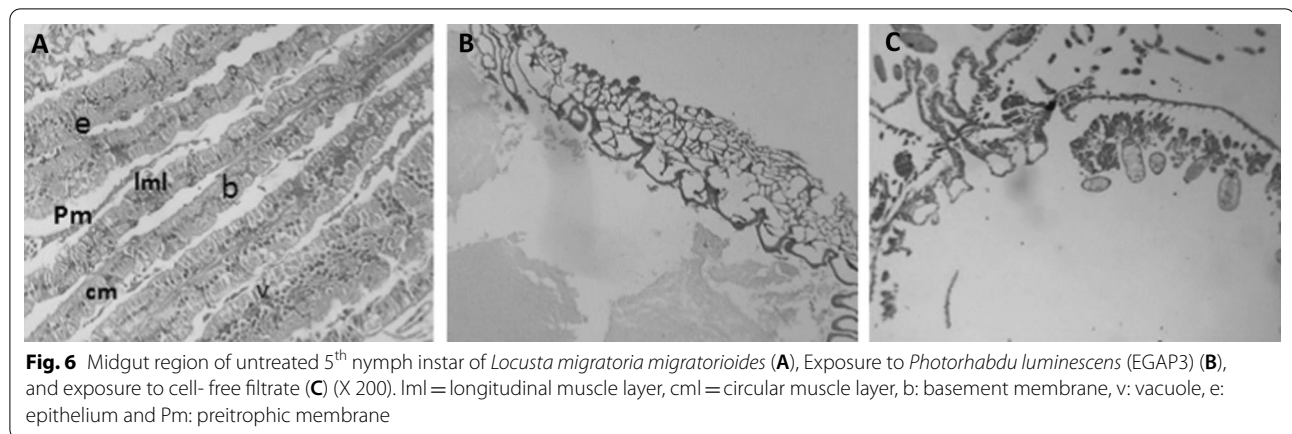 A
B
C
e
lml
b
Pm
cm
v
Fig. 6 Midgut region of untreated 5th nymph instar of Locusta migratoria migratorioides (A), Exposure to Photorhabdu luminescens (EGAP3) (B),
and exposure to cell- free filtrate (C) (X 200). lml = longitudinal muscle layer, cml = circular muscle layer, b: basement membrane, v: vacuole, e:
epithelium and Pm: preitrophic membrane